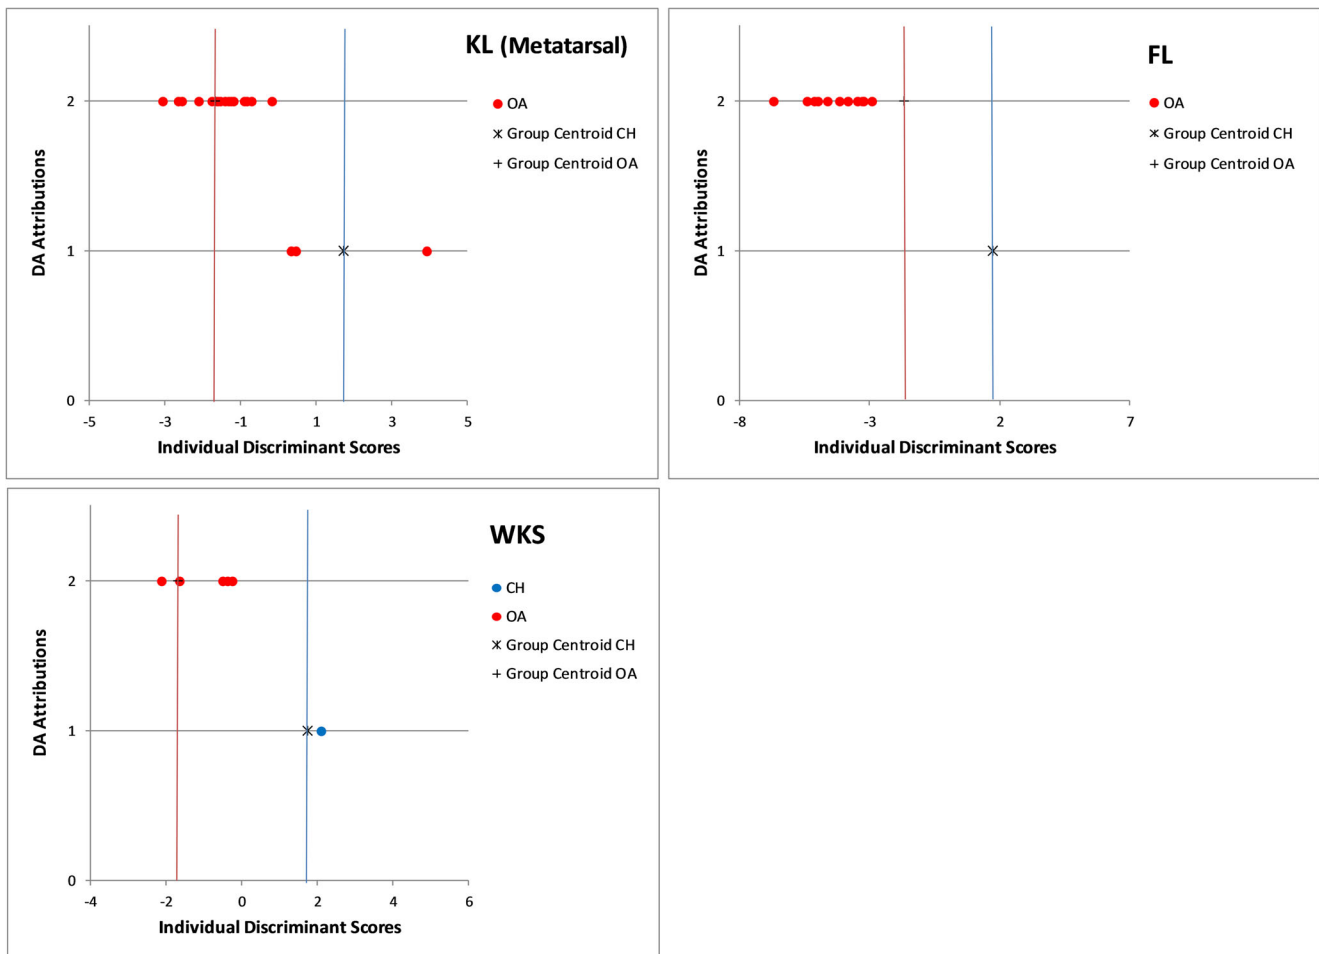 KL (Metatarsal)
OA
Group Centroid CH
Group Centroid OA
2
1
0
-5 -3 -1 1 3 5
DA Attributions
Individual Discriminant Scores
FL
OA
Group Centroid CH
Group Centroid OA
2
1
0
-8 -3 2 7
DA Attributions
Individual Discriminant Scores
WKS
CH
OA
Group Centroid CH
Group Centroid OA
2
1
0
-4 -2 0 2 4 6
DA Attributions
Individual Discriminant Scores